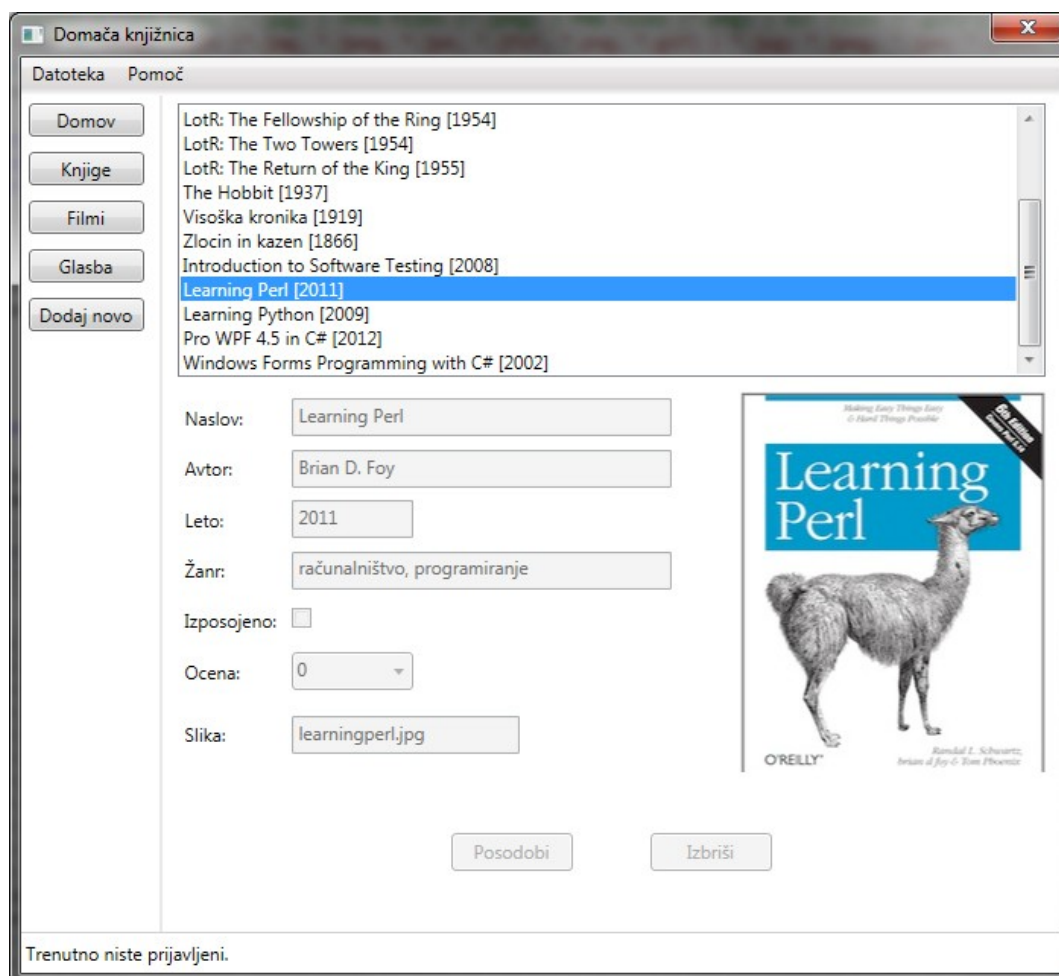 Domača knjižnica
Datoteka Pomoč
Domov
Knjige
Filmi
Glasba
Dodaj novo
LotR: The Fellowship of the Ring [1954]
LotR: The Two Towers [1954]
LotR: The Return of the King [1955]
The Hobbit [1937]
Visoška kronika [1919]
Zlocin in kazen [1866]
Introduction to Software Testing [2008]
Learning Perl [2011]
Learning Python [2009]
Pro WPF 4.5 in C# [2012]
Windows Forms Programming with C# [2002]
Naslov: Learning Perl
Avtor: Brian D. Foy
Leto: 2011
Žanr: računalništvo, programiranje
Izposojeno:
Ocena: 0
Slika: learningperl.jpg
Making Easy Things Easy
& Hard Things Possible
6th Edition
Learning
Perl
O'REILLY
Randal L. Schwartz,
brian d foy & Tom Phoenix
Posodobi
Izbriši
Trenutno niste prijavljeni.